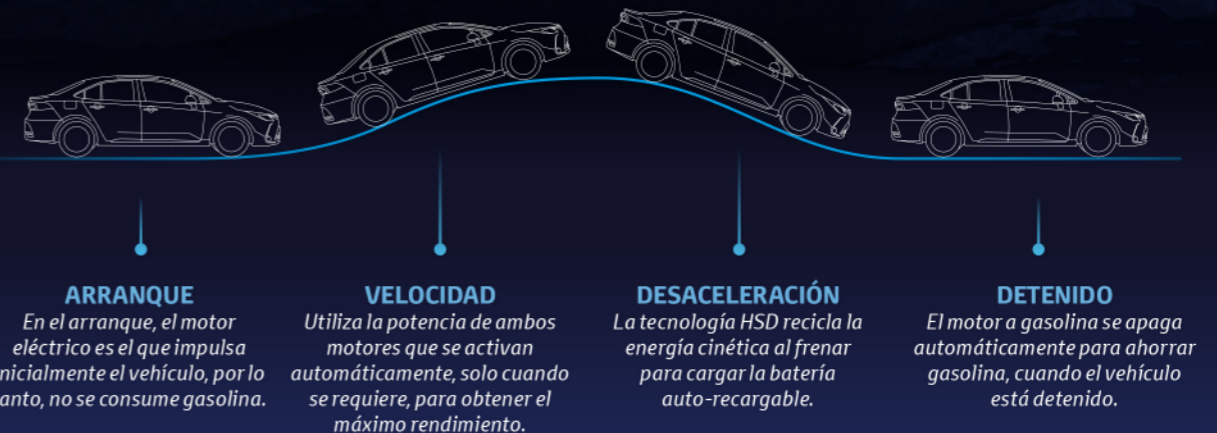 ARRANQUE
En el arranque, el motor
eléctrico es el que impulsa
nicialmente el vehículo, por lo
anto, no se consume gasolina.
VELOCIDAD
Utiliza la potencia de ambos
motores que se activan
automáticamente, solo cuando
se requiere, para obtener el
máximo rendimiento.
DESACELERACIÓN
La tecnología HSD recicla la
energía cinética al frenar
para cargar la batería
auto-recargable.
DETENIDO
El motor a gasolina se apaga
automáticamente para ahorrar
gasolina, cuando el vehículo
está detenido.